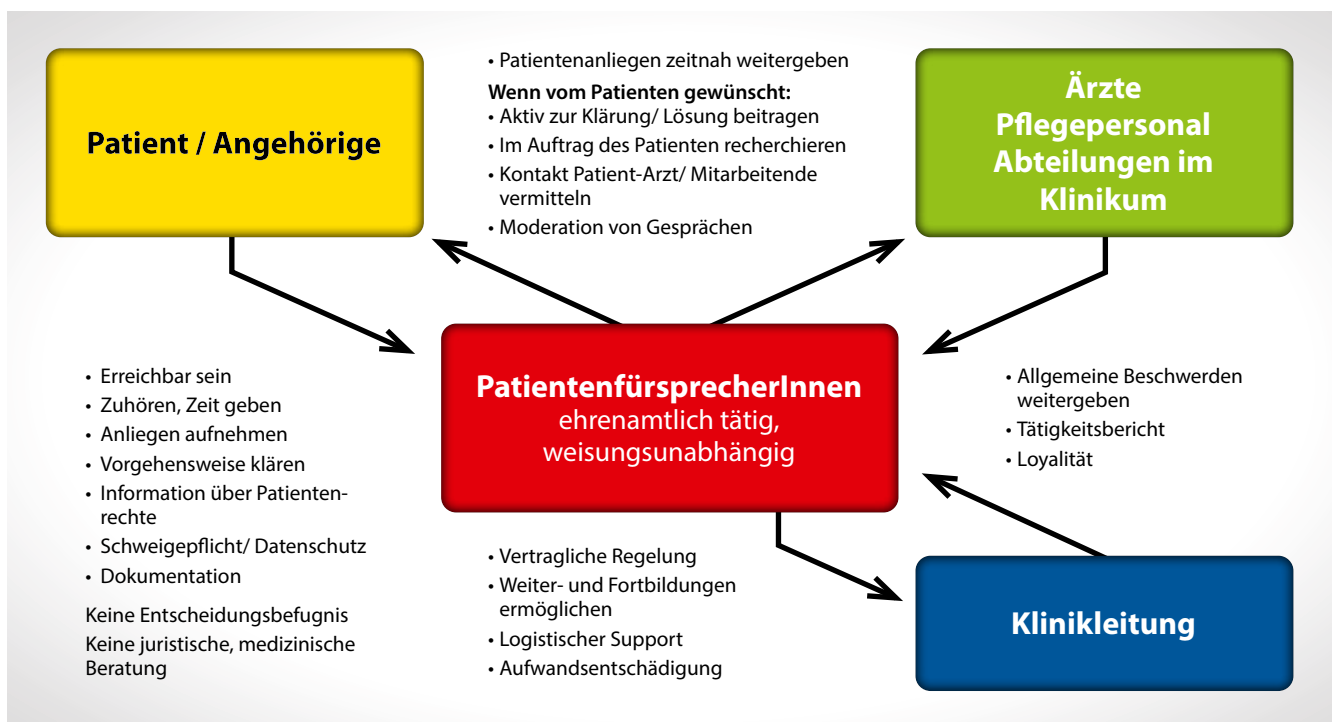 Patient / Angehörige
• Patientenanliegen zeitnah weitergeben
Wenn vom Patienten gewünscht:
• Aktiv zur Klärung/ Lösung beitragen
• Im Auftrag des Patienten recherchieren
• Kontakt Patient-Arzt/ Mitarbeitende
vermitteln
• Moderation von Gesprächen
Ärzte
Pflegepersonal
Abteilungen im
Klinikum
PatientenfürsprecherInnen
ehrenamtlich tätig,
weisungsunabhängig
• Erreichbar sein
• Zuhören, Zeit geben
• Anliegen aufnehmen
• Vorgehensweise klären
• Information über Patienten-
rechte
• Schweigepflicht/ Datenschutz
• Dokumentation
Keine Entscheidungsbefugnis
Keine juristische, medizinische
Beratung
• Allgemeine Beschwerden
weitergeben
• Tätigkeitsbericht
• Loyalität
• Vertragliche Regelung
• Weiter- und Fortbildungen
ermöglichen
• Logistischer Support
• Aufwandsentschädigung
Klinikleitung